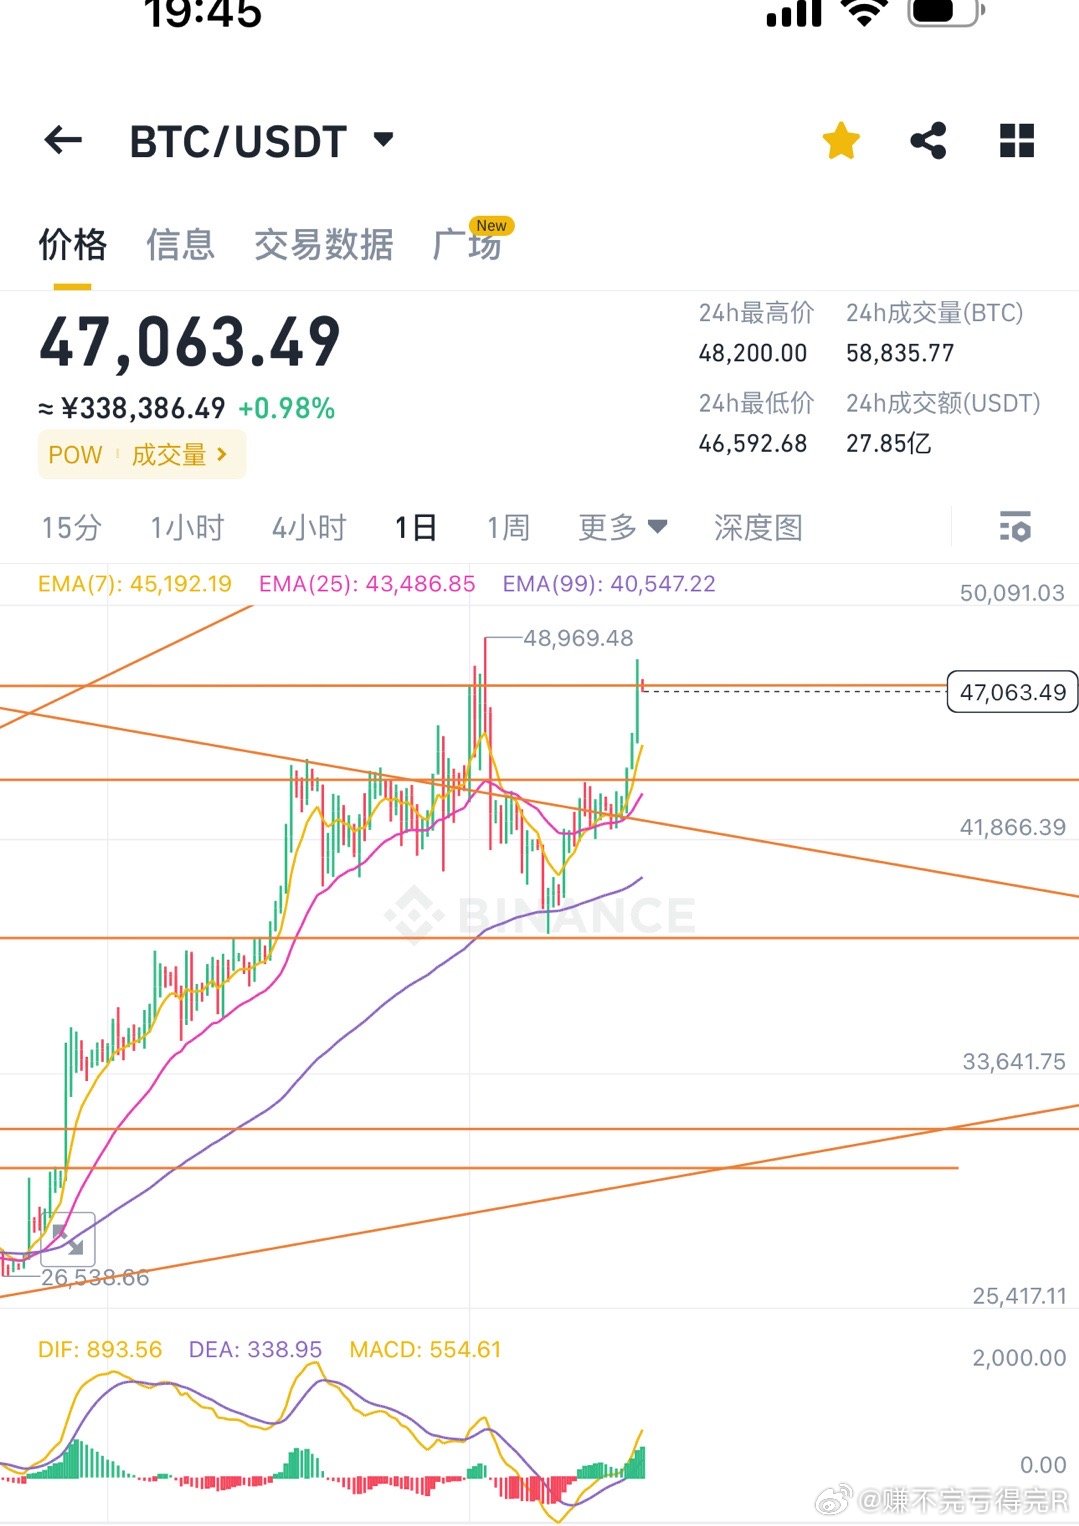 19:45
BTC/USDT
价格 信息 交易数据 广场 New
47,063.49
≈ ¥338,386.49 +0.98%
POW 成交量
24h最高价 24h成交量(BTC)
48,200.00 58,835.77
24h最低价 24h成交额(USDT)
46,592.68 27.85亿
15分 1小时 4小时 1日 1周 更多 深度图
EMA(7): 45,192.19 EMA(25): 43,486.85 EMA(99): 40,547.22
50,091.03
48,969.48
47,063.49
41,866.39
BINANCE
33,641.75
26,538.66
25,417.11
DIF: 893.56 DEA: 338.95 MACD: 554.61
2,000.00
0.00
@赚不完亏得完R